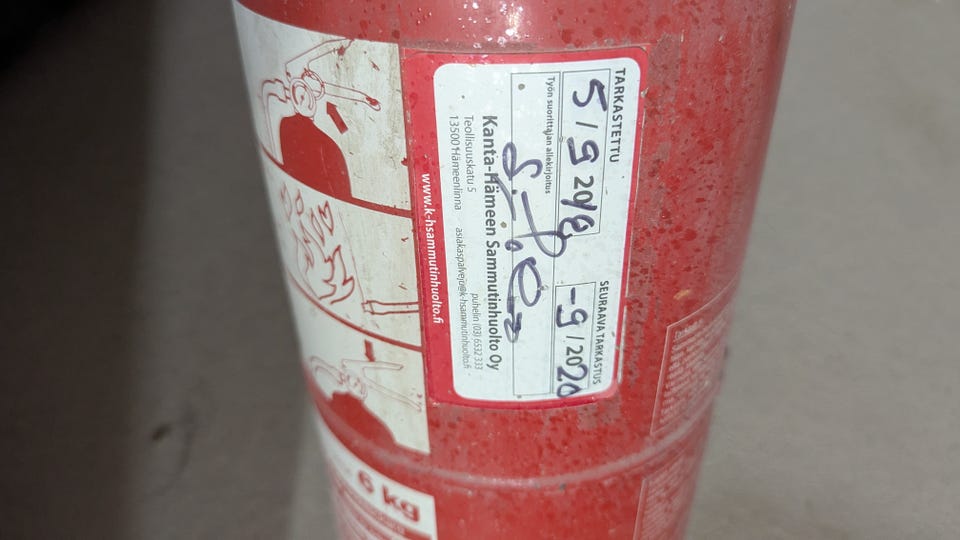 TARKASTETTU
5 / 9 2018
SEURAAVA TARKASTUS
-9 / 2020
Työn suorittajan allekirjoitus
Kanta-Hämeen Sammutinhuolto Oy
Teollisuuskatu 5
puhelin (03) 6532 333
13500 Hämeenlinna
asiakaspalvelu@k-hsammutinhuolto.fi
www.k-hsammutinhuolto.fi
6 kg